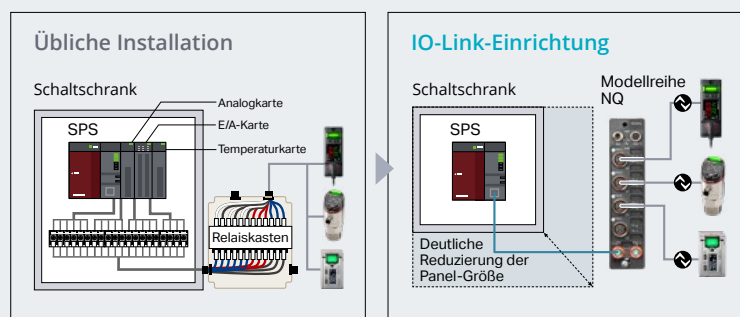 Übliche Installation
Schaltschrank
SPS
Analogkarte
E/A-Karte
Temperaturkarte
Relaiskasten
IO-Link-Einrichtung
Schaltschrank
SPS
Modellreihe
NQ
Deutliche
Reduzierung der
Panel-Größe